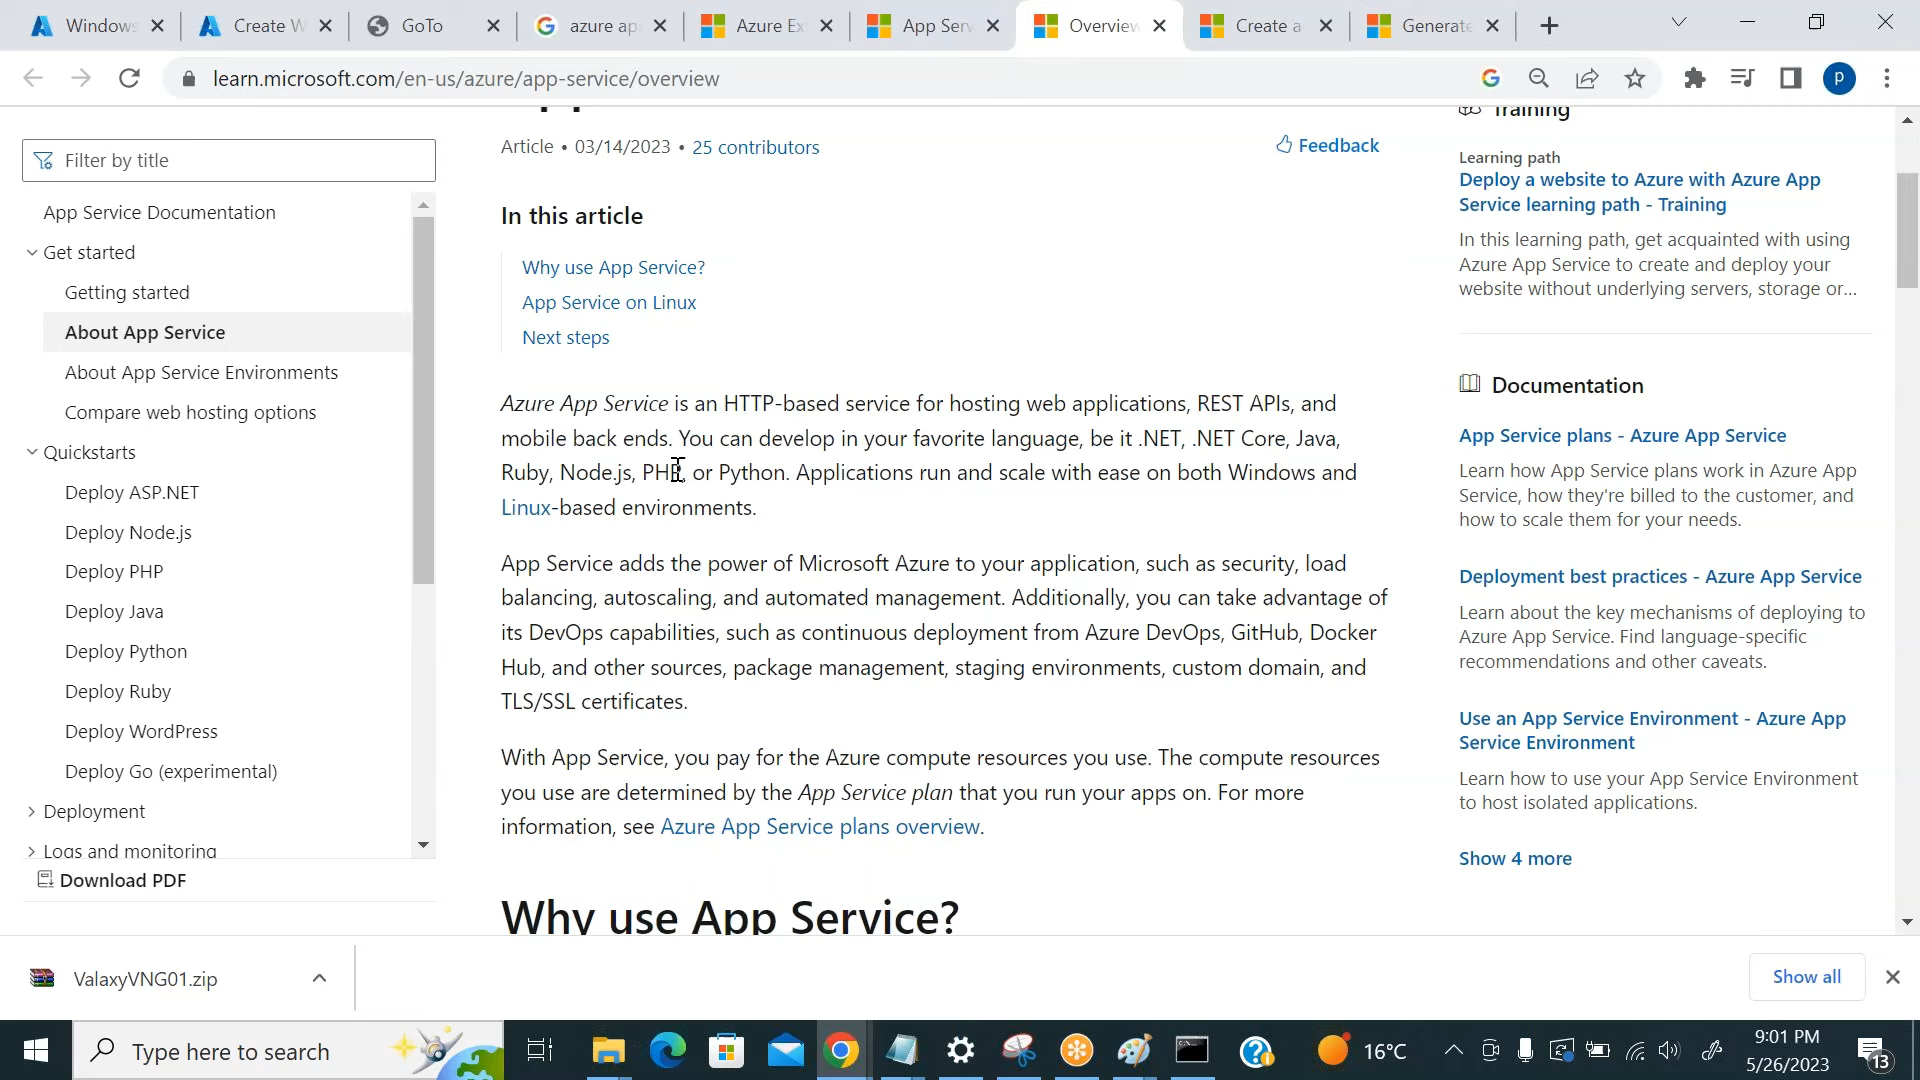 Windows
Create W
GoTo
azure ap
Azure Ex
App Serv
Overview
Create a
Generate
learn.microsoft.com/en-us/azure/app-service/overview
p
Filter by title
App Service Documentation
Get started
Getting started
About App Service
About App Service Environments
Compare web hosting options
Quickstarts
Deploy ASP.NET
Deploy Node.js
Deploy PHP
Deploy Java
Deploy Python
Deploy Ruby
Deploy WordPress
Deploy Go (experimental)
Deployment
Logs and monitoring
Download PDF
Article • 03/14/2023 • 25 contributors
Feedback
In this article
Why use App Service?
App Service on Linux
Next steps
Azure App Service is an HTTP-based service for hosting web applications, REST APIs, and
mobile back ends. You can develop in your favorite language, be it .NET, .NET Core, Java,
Ruby, Node.js, PHP, or Python. Applications run and scale with ease on both Windows and
Linux-based environments.
App Service adds the power of Microsoft Azure to your application, such as security, load
balancing, autoscaling, and automated management. Additionally, you can take advantage of
its DevOps capabilities, such as continuous deployment from Azure DevOps, GitHub, Docker
Hub, and other sources, package management, staging environments, custom domain, and
TLS/SSL certificates.
With App Service, you pay for the Azure compute resources you use. The compute resources
you use are determined by the App Service plan that you run your apps on. For more
information, see Azure App Service plans overview.
Why use App Service?
Training
Learning path
Deploy a website to Azure with Azure App
Service learning path - Training
In this learning path, get acquainted with using
Azure App Service to create and deploy your
website without underlying servers, storage or...
Documentation
App Service plans - Azure App Service
Learn how App Service plans work in Azure App
Service, how they're billed to the customer, and
how to scale them for your needs.
Deployment best practices - Azure App Service
Learn about the key mechanisms of deploying to
Azure App Service. Find language-specific
recommendations and other caveats.
Use an App Service Environment - Azure App
Service Environment
Learn how to use your App Service Environment
to host isolated applications.
Show 4 more
ValaxyVNG01.zip
Show all
Type here to search
16°C
9:01 PM
5/26/2023
13